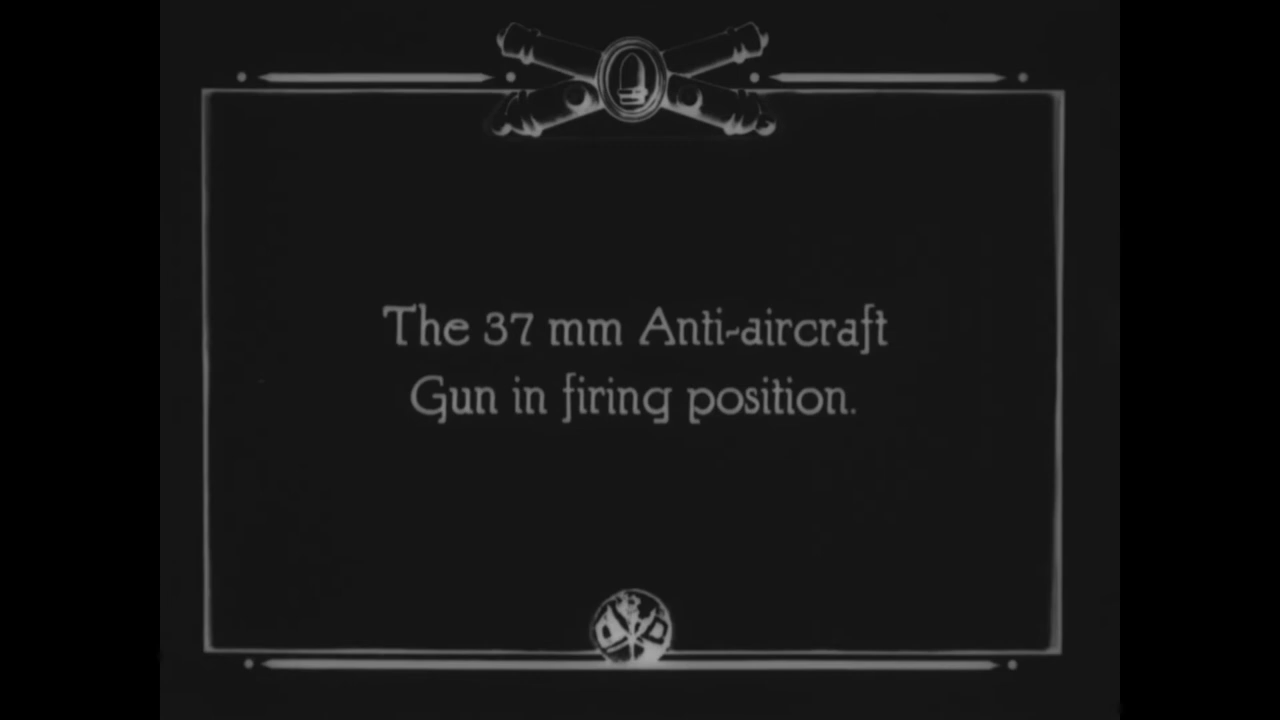 The 37 mm Anti-aircraft
Gun in firing position.